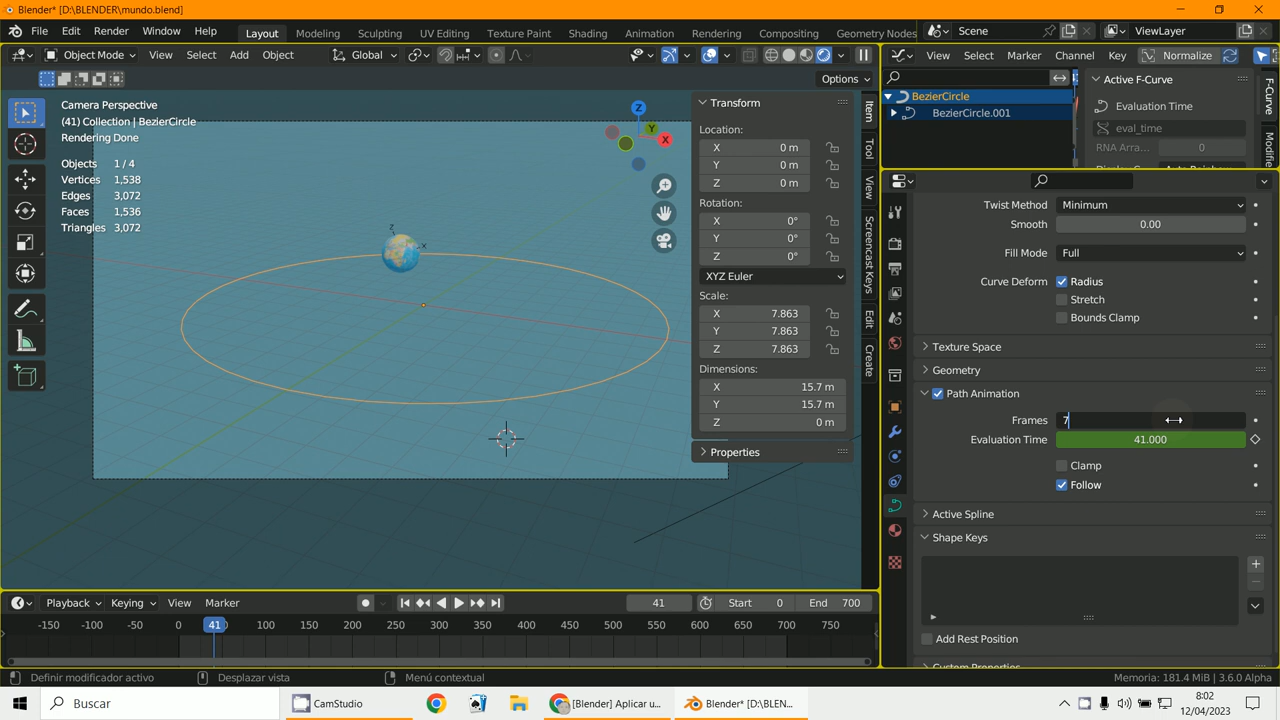 Blender* [D:\BLENDER\mundo.blend]
File Edit Render Window Help Layout Modeling Sculpting UV Editing Texture Paint Shading Animation Rendering Compositing Geometry Nodes Scene ViewLayer
Object Mode View Select Add Object Global
View Select Marker Channel Key Normalize
Options
Camera Perspective
(41) Collection | BezierCircle
Rendering Done
Objects 1 / 4
Vertices 1,538
Edges 3,072
Faces 1,536
Triangles 3,072
Z
Y
X
z
x
Transform
Location:
X 0 m
Y 0 m
Z 0 m
Rotation:
X 0°
Y 0°
Z 0°
XYZ Euler
Scale:
X 7.863
Y 7.863
Z 7.863
Dimensions:
X 15.7 m
Y 15.7 m
Z 0 m
Properties
Item
Tool
View
Screencast Keys
Edit
Create
BezierCircle
BezierCircle.001
Active F-Curve
Evaluation Time
eval_time
RNA Arra... 0
F-Curve
Twist Method Minimum
Smooth 0.00
Fill Mode Full
Curve Deform Radius
Stretch
Bounds Clamp
Texture Space
Geometry
Path Animation
Frames 7
Evaluation Time 41.000
Clamp
Follow
Active Spline
Shape Keys
Add Rest Position
Custom Properties
Playback Keying View Marker 41 Start 0 End 700
-150 -100 -50 0 41 100 150 200 250 300 350 400 450 500 550 600 650 700 750
Definir modificador activo Desplazar vista Menú contextual Memoria: 181.4 MiB | 3.6.0 Alpha
Buscar CamStudio [Blender] Aplicar u... Blender* [D:\BLEN...
8:02
12/04/2023